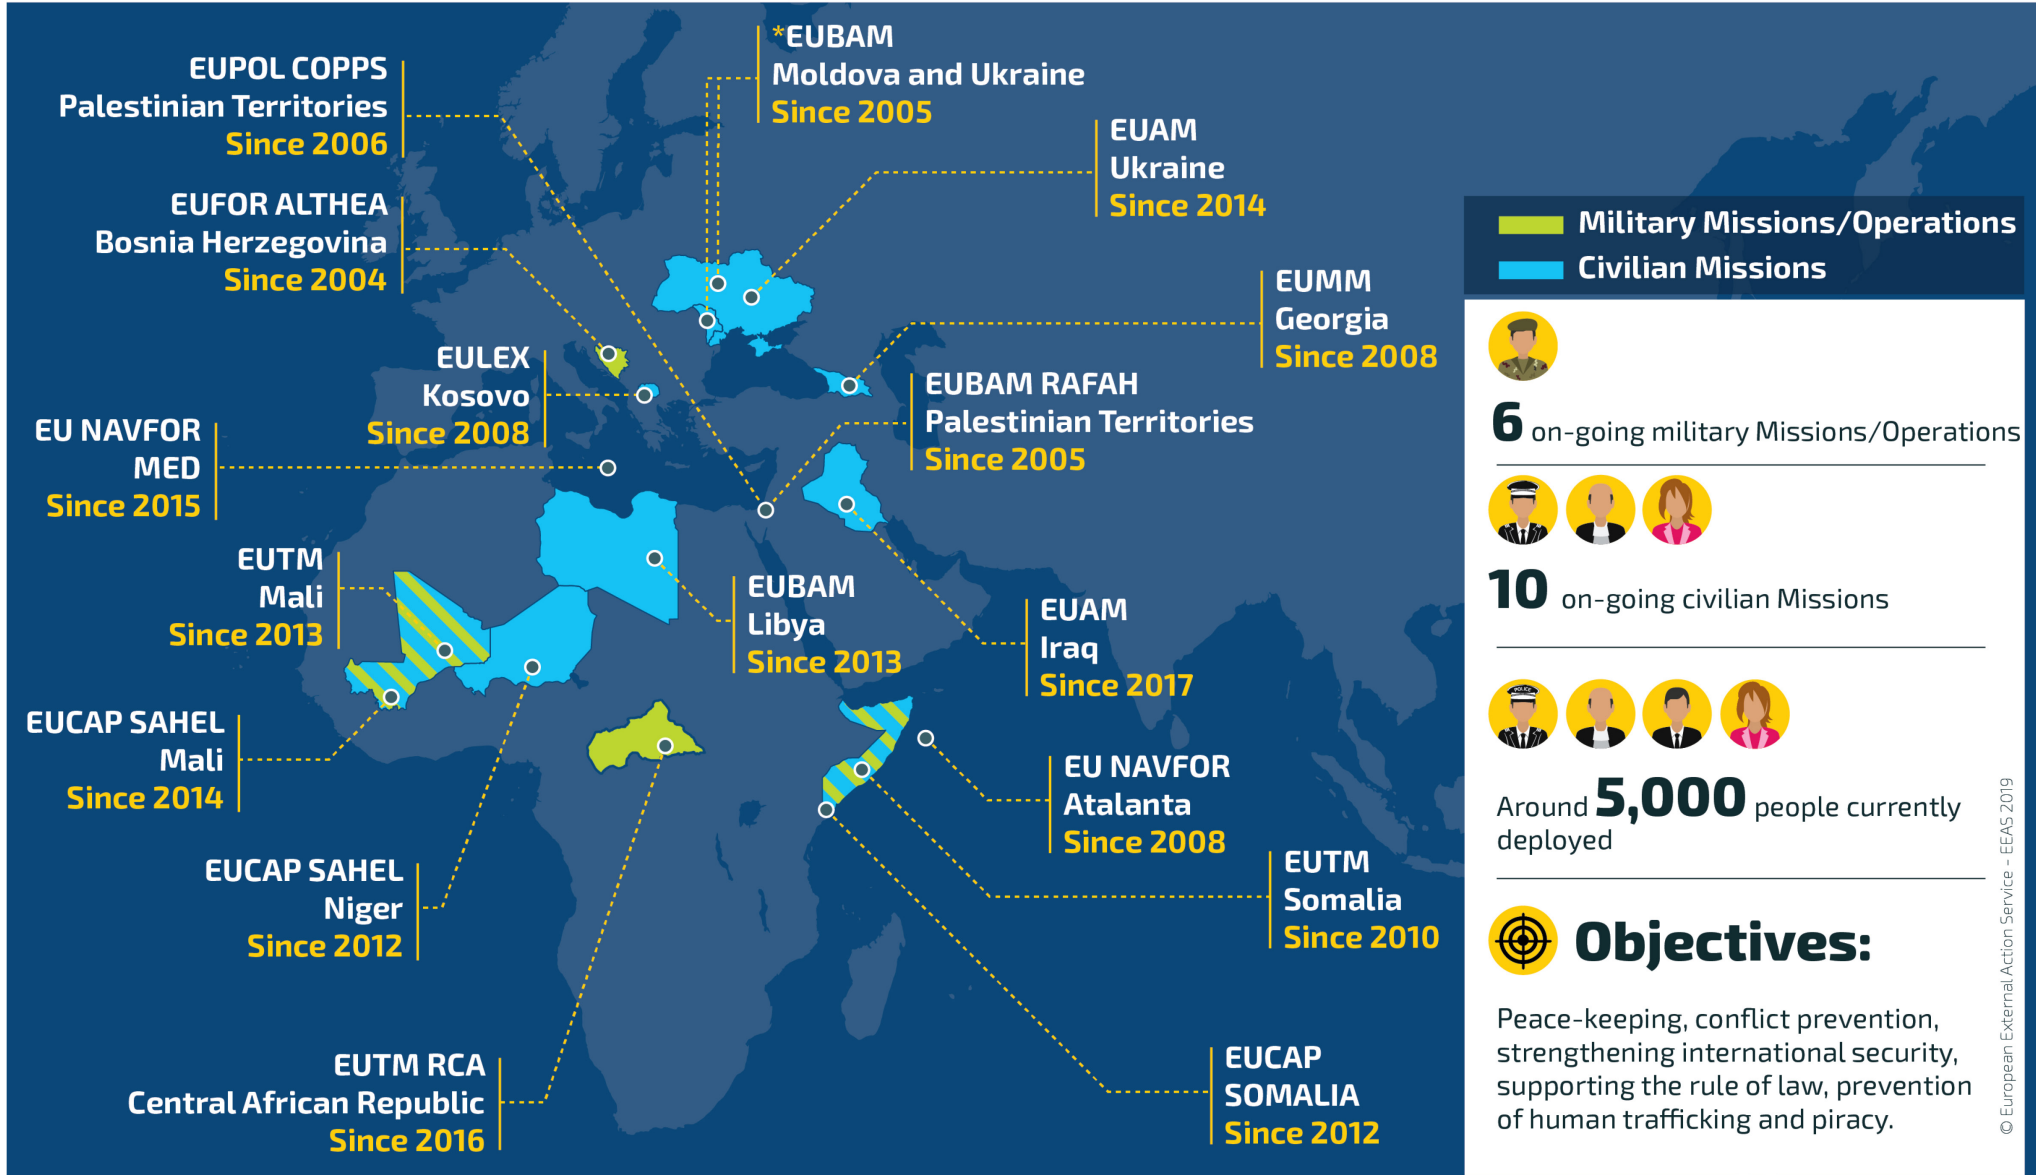 EUPOL COPPS
Palestinian Territories
Since 2006
*EUBAM
Moldova and Ukraine
Since 2005
EUAM
Ukraine
Since 2014
EUFOR ALTHEA
Bosnia Herzegovina
Since 2004
EUMM
Georgia
Since 2008
EULEX
Kosovo
Since 2008
EUBAM RAFAH
Palestinian Territories
Since 2005
EU NAVFOR
MED
Since 2015
EUTM
Mali
Since 2013
EUBAM
Libya
Since 2013
EUAM
Iraq
Since 2017
EUCAP SAHEL
Mali
Since 2014
EU NAVFOR
Atalanta
Since 2008
EUCAP SAHEL
Niger
Since 2012
EUTM
Somalia
Since 2010
EUTM RCA
Central African Republic
Since 2016
EUCAP
SOMALIA
Since 2012
Military Missions/Operations
Civilian Missions
6 on-going military Missions/Operations
10 on-going civilian Missions
POLICE
Around 5,000 people currently
deployed
Objectives:
Peace-keeping, conflict prevention,
strengthening international security,
supporting the rule of law, prevention
of human trafficking and piracy.
© European External Action Service - EEAS 2019